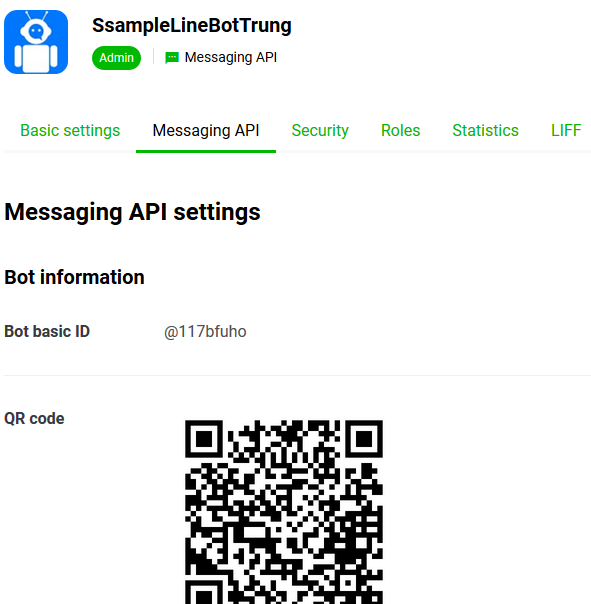 SsampleLineBotTrung
Admin Messaging API
Basic settings Messaging API Security Roles Statistics LIFF
Messaging API settings
Bot information
Bot basic ID @117bfuho
QR code